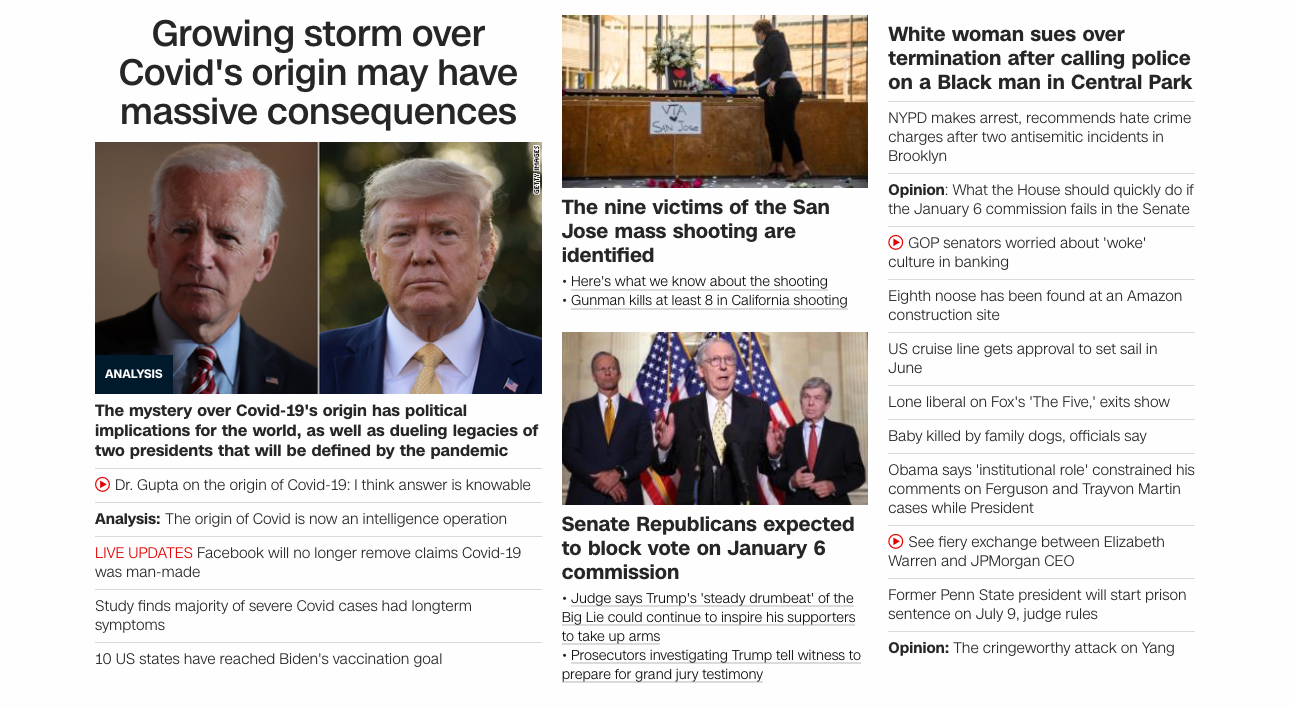 Growing storm over
Covid's origin may have
massive consequences
GETTY IMAGES
ANALYSIS
The mystery over Covid-19's origin has political
implications for the world, as well as dueling legacies of
two presidents that will be defined by the pandemic
Dr. Gupta on the origin of Covid-19: I think answer is knowable
Analysis: The origin of Covid is now an intelligence operation
LIVE UPDATES Facebook will no longer remove claims Covid-19
was man-made
Study finds majority of severe Covid cases had longterm
symptoms
10 US states have reached Biden's vaccination goal
I ♥ VTA
VTA
SAN JOSE
The nine victims of the San
Jose mass shooting are
identified
• Here's what we know about the shooting
• Gunman kills at least 8 in California shooting
Senate Republicans expected
to block vote on January 6
commission
• Judge says Trump's 'steady drumbeat' of the
Big Lie could continue to inspire his supporters
to take up arms
• Prosecutors investigating Trump tell witness to
prepare for grand jury testimony
White woman sues over
termination after calling police
on a Black man in Central Park
NYPD makes arrest, recommends hate crime
charges after two antisemitic incidents in
Brooklyn
Opinion: What the House should quickly do if
the January 6 commission fails in the Senate
GOP senators worried about 'woke'
culture in banking
Eighth noose has been found at an Amazon
construction site
US cruise line gets approval to set sail in
June
Lone liberal on Fox's 'The Five,' exits show
Baby killed by family dogs, officials say
Obama says 'institutional role' constrained his
comments on Ferguson and Trayvon Martin
cases while President
See fiery exchange between Elizabeth
Warren and JPMorgan CEO
Former Penn State president will start prison
sentence on July 9, judge rules
Opinion: The cringeworthy attack on Yang